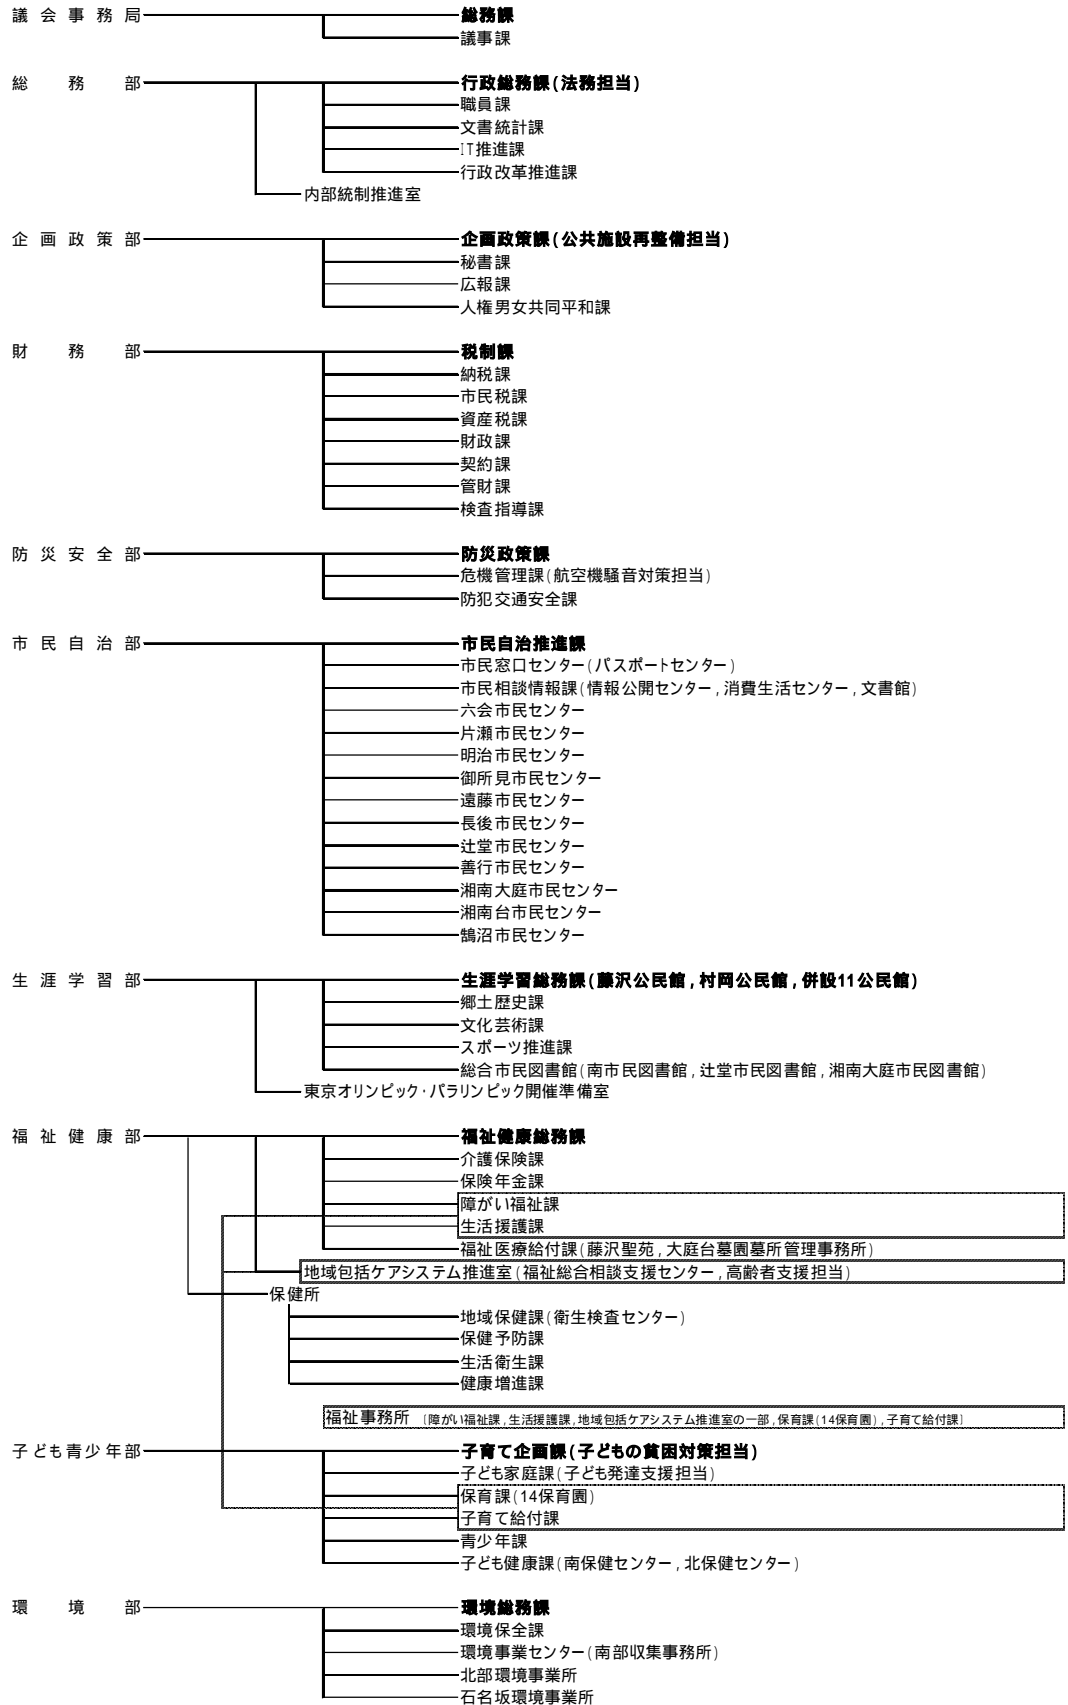 議会事務局 総務課
議事課
総務部 行政総務課(法務担当)
職員課
文書統計課
IT推進課
行政改革推進課
内部統制推進室
企画政策部 企画政策課(公共施設再整備担当)
秘書課
広報課
人権男女共同平和課
財務部 税制課
納税課
市民税課
資産税課
財政課
契約課
管財課
検査指導課
防災安全部 防災政策課
危機管理課(航空機騒音対策担当)
防犯交通安全課
市民自治部 市民自治推進課
市民窓口センター(パスポートセンター)
市民相談情報課(情報公開センター,消費生活センター,文書館)
六会市民センター
片瀬市民センター
明治市民センター
御所見市民センター
遠藤市民センター
長後市民センター
辻堂市民センター
善行市民センター
湘南大庭市民センター
湘南台市民センター
鵠沼市民センター
生涯学習部 生涯学習総務課(藤沢公民館,村岡公民館,併設11公民館)
郷土歴史課
文化芸術課
スポーツ推進課
総合市民図書館(南市民図書館,辻堂市民図書館,湘南大庭市民図書館)
東京オリンピック・パラリンピック開催準備室
福祉健康部 福祉健康総務課
介護保険課
保険年金課
障がい福祉課
生活援護課
福祉医療給付課(藤沢聖苑,大庭台墓園墓所管理事務所)
地域包括ケアシステム推進室(福祉総合相談支援センター,高齢者支援担当)
保健所
地域保健課(衛生検査センター)
保健予防課
生活衛生課
健康増進課
福祉事務所 [障がい福祉課,生活援護課,地域包括ケアシステム推進室の一部,保育課(14保育園),子育て給付課]
子ども青少年部 子育て企画課(子どもの貧困対策担当)
子ども家庭課(子ども発達支援担当)
保育課(14保育園)
子育て給付課
青少年課
子ども健康課(南保健センター,北保健センター)
環境部 環境総務課
環境保全課
環境事業センター(南部収集事務所)
北部環境事業所
石名坂環境事業所